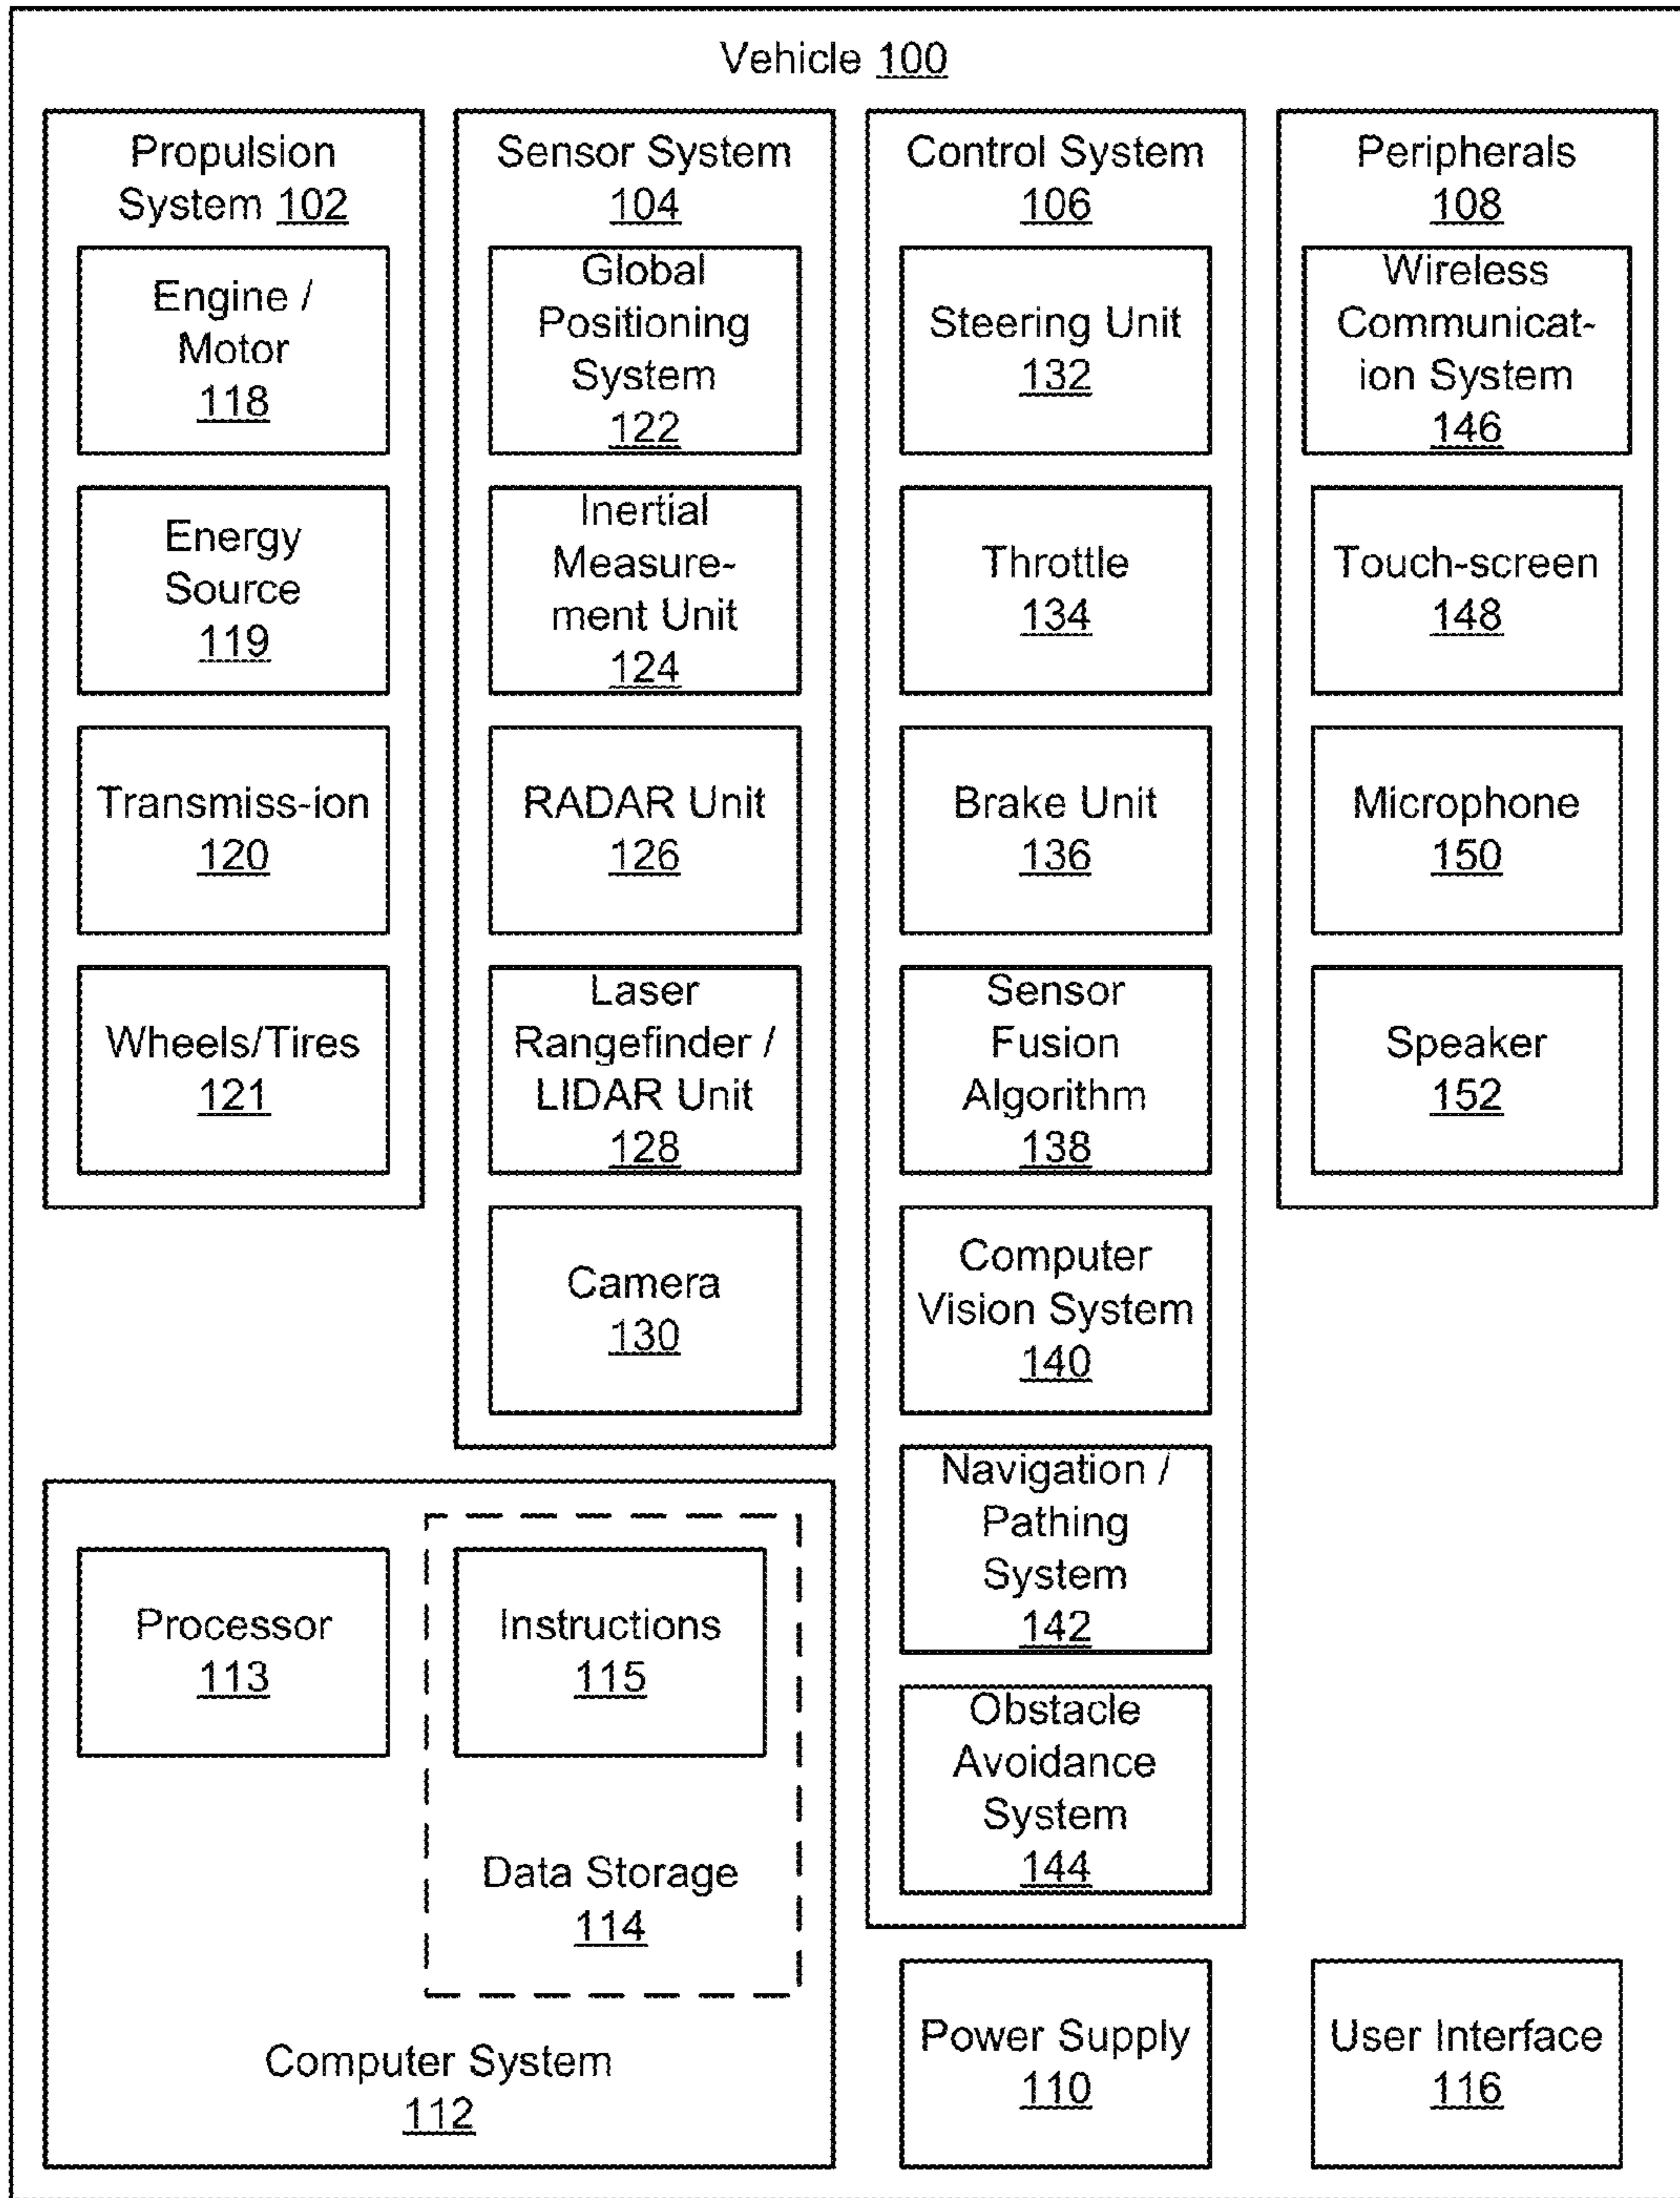 Vehicle 100
Propulsion
System 102
Engine /
Motor
118
Energy
Source
119
Transmiss-ion
120
Wheels/Tires
121
Sensor System
104
Global
Positioning
System
122
Inertial
Measure-
ment Unit
124
RADAR Unit
126
Laser
Rangefinder /
LIDAR Unit
128
Camera
130
Control System
106
Steering Unit
132
Throttle
134
Brake Unit
136
Sensor
Fusion
Algorithm
138
Computer
Vision System
140
Navigation /
Pathing
System
142
Obstacle
Avoidance
System
144
Peripherals
108
Wireless
Communicat-
ion System
146
Touch-screen
148
Microphone
150
Speaker
152
Processor
113
Instructions
115
Data Storage
114
Computer System
112
Power Supply
110
User Interface
116